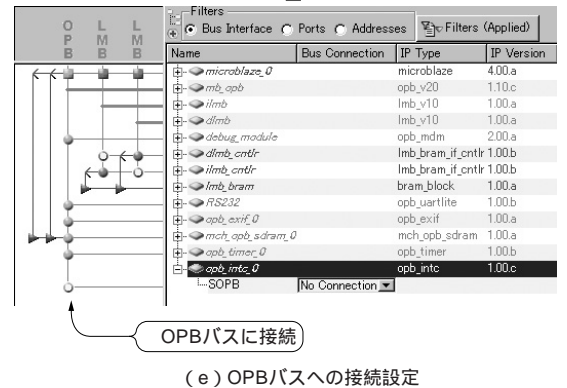 Filters
Bus Interface Ports Addresses Filters (Applied)
O L L
P M M
B B B
Name Bus Connection IP Type IP Version
microblaze_0 microblaze 4.00.a
mb_opb opb_v20 1.10.c
ilmb lmb_v10 1.00.a
dlmb lmb_v10 1.00.a
debug_module opb_mdm 2.00.a
dlmb_cntlr lmb_bram_if_cntlr 1.00.b
ilmb_cntlr lmb_bram_if_cntlr 1.00.b
lmb_bram bram_block 1.00.a
RS232 opb_uartlite 1.00.b
opb_exif_0 opb_exif 1.00.a
mch_opb_sdram_0 mch_opb_sdram 1.00.a
opb_timer_0 opb_timer 1.00.b
opb_intc_0 opb_intc 1.00.c
SOPB No Connection
OPBバスに接続
(e)OPBバスへの接続設定